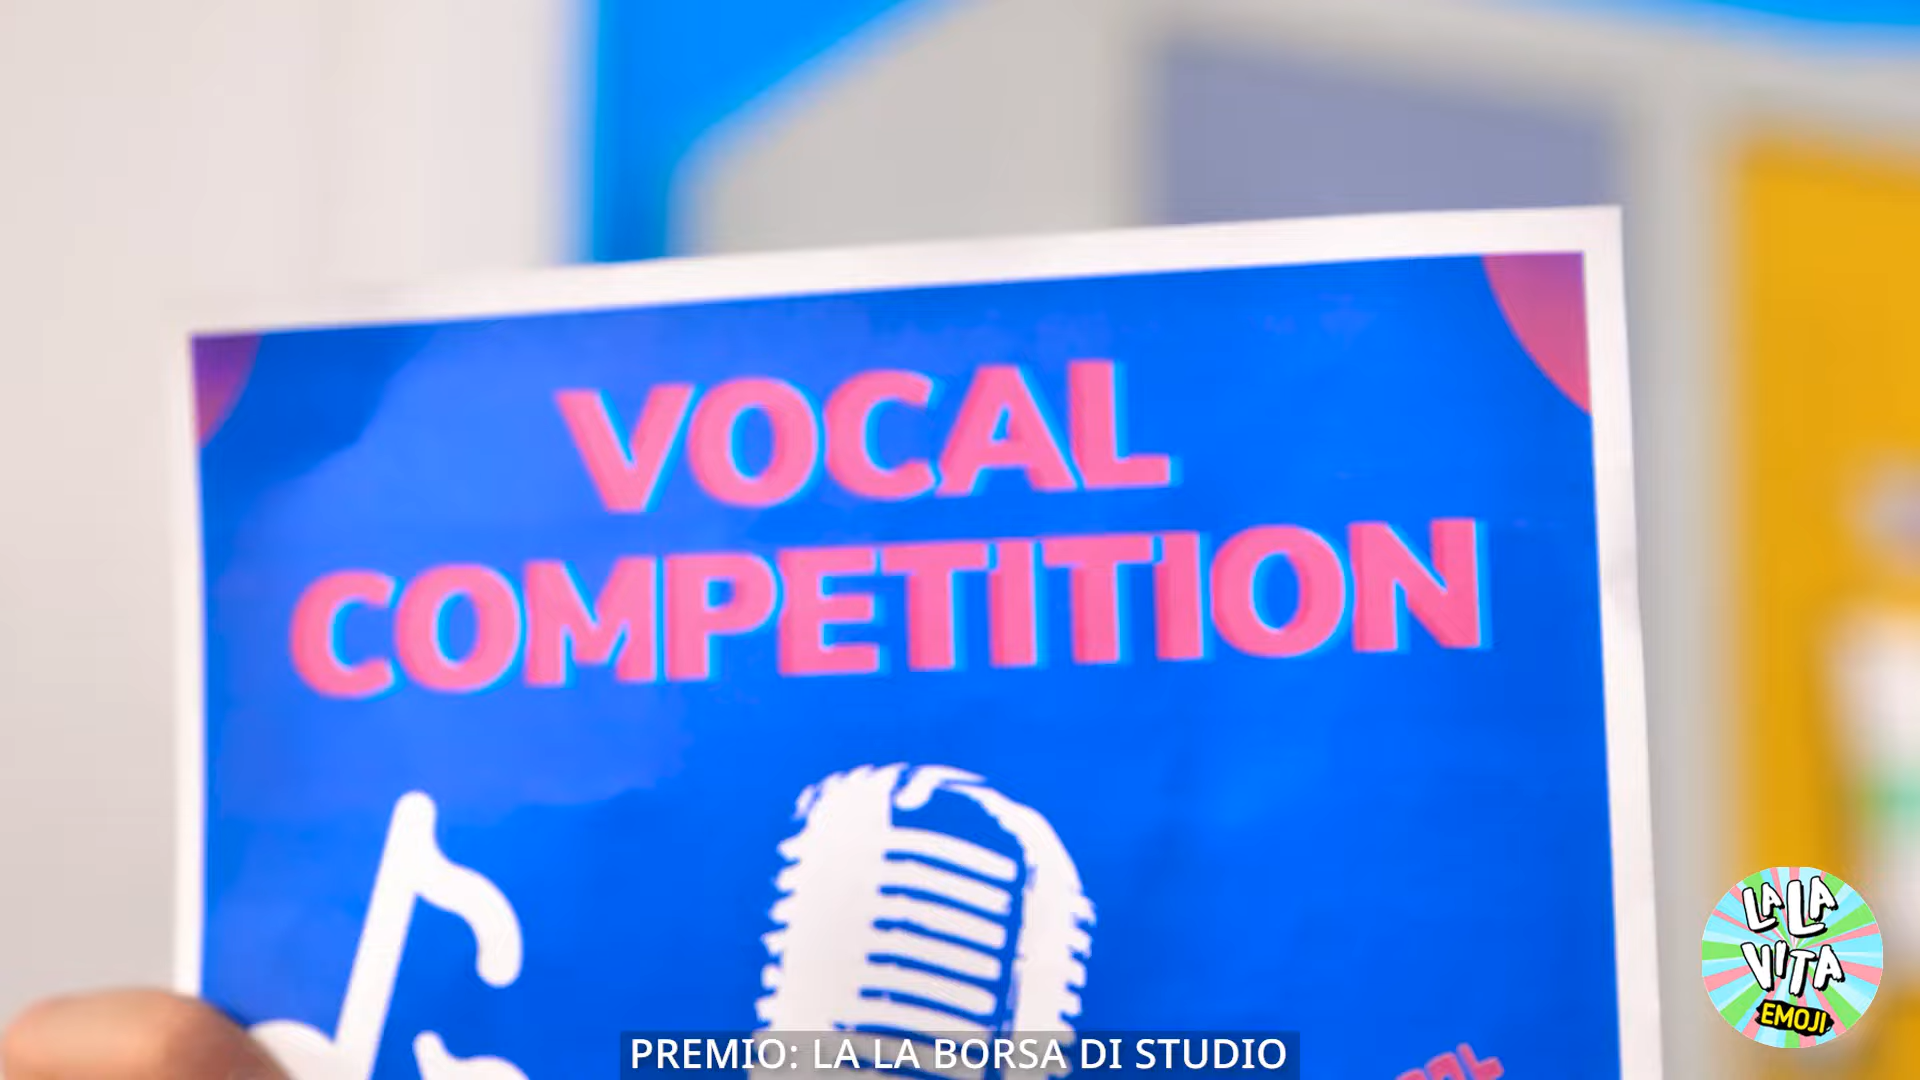 VOCAL
COMPETITION
LA LA
VITA
EMOJI
PREMIO: LA LA BORSA DI STUDIO